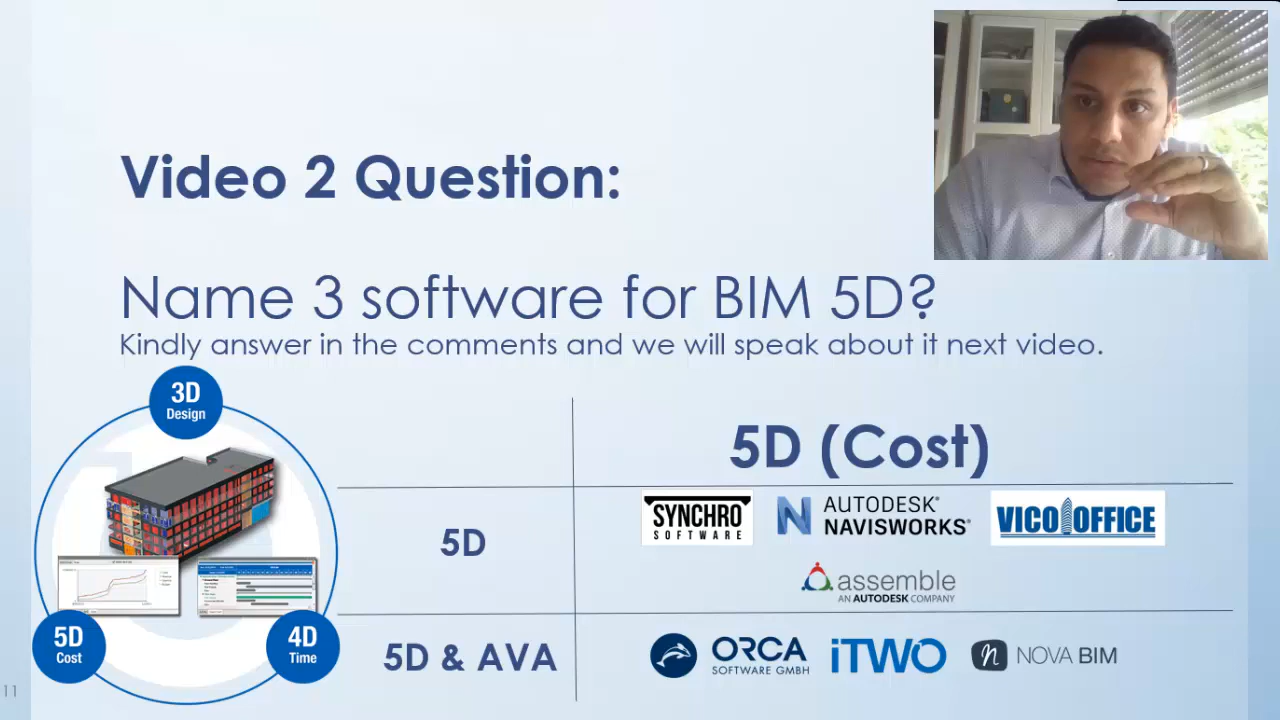 Video 2 Question:
Name 3 software for BIM 5D?
Kindly answer in the comments and we will speak about it next video.
3D
Design
5D
Cost
4D
Time
5D (Cost)
5D
SYNCHRO
SOFTWARE
AUTODESK®
NAVISWORKS®
VICO OFFICE
assemble
AN AUTODESK COMPANY
5D & AVA
ORCA
SOFTWARE GMBH
iTWO
n NOVA BIM
11